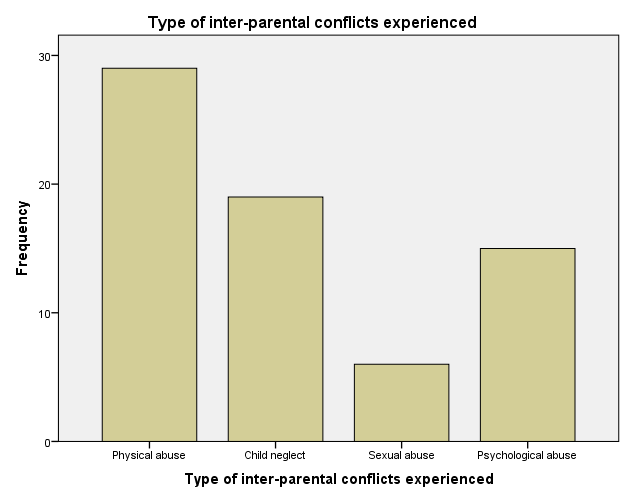 Type of inter-parental conflicts experienced
30
20
10
0
Frequency
Physical abuse
Child neglect
Sexual abuse
Psychological abuse
Type of inter-parental conflicts experienced